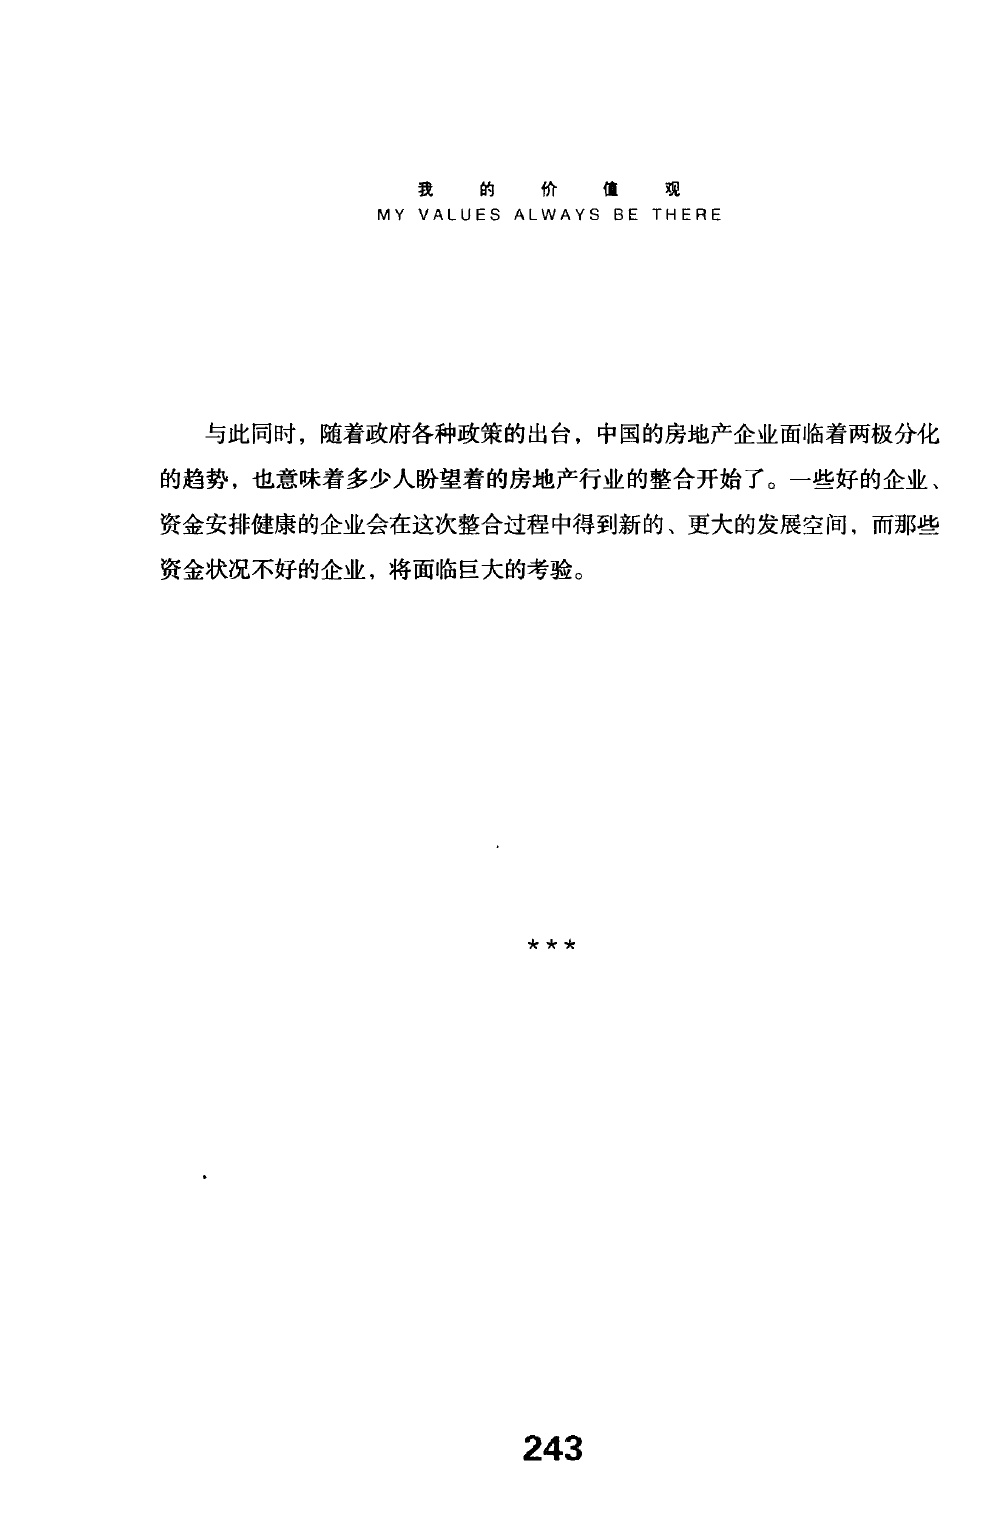 我的价值观
MY VALUES ALWAYS BE THERE
与此同时，随着政府各种政策的出台，中国的房地产企业面临着两极分化
的趋势，也意味着多少人盼望着的房地产行业的整合开始了。一些好的企业、
资金安排健康的企业会在这次整合过程中得到新的、更大的发展空间，而那些
资金状况不好的企业，将面临巨大的考验。
***
243